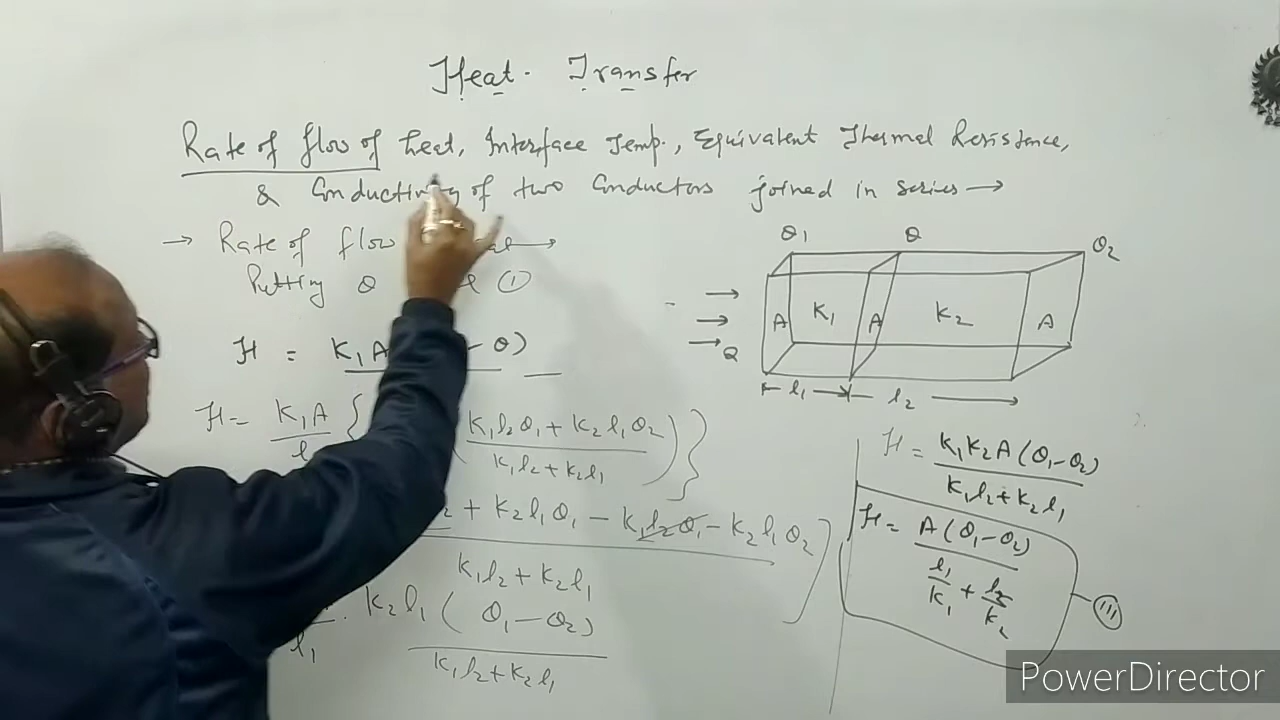 Heat. Transfer
Rate of flow of heat, Interface Temp., Equivalent Thermal Resistence,
& Conductivity of two Conductors joined in series →
→ Rate of flow
Putting θ ①
H = K₁A - θ)
H = K₁A { ( K₁l₂θ₁ + K₂l₁θ₂ ) }
K₁l₂ + K₂l₁
+ K₂l₁θ₁ - K₁l₂θ₁ - K₂l₁θ₂ ]
K₁l₂ + K₂l₁
l₁ . K₂l₁ ( θ₁ - θ₂ )
K₁l₂ + K₂l₁
θ₁ θ θ₂
A K₁ A K₂ A
Q
l₁ l₂
H = K₁K₂A (θ₁ - θ₂)
K₁l₂ + K₂l₁
H = A (θ₁ - θ₂)
l₁/K₁ + l₂/K₂
III
PowerDirector